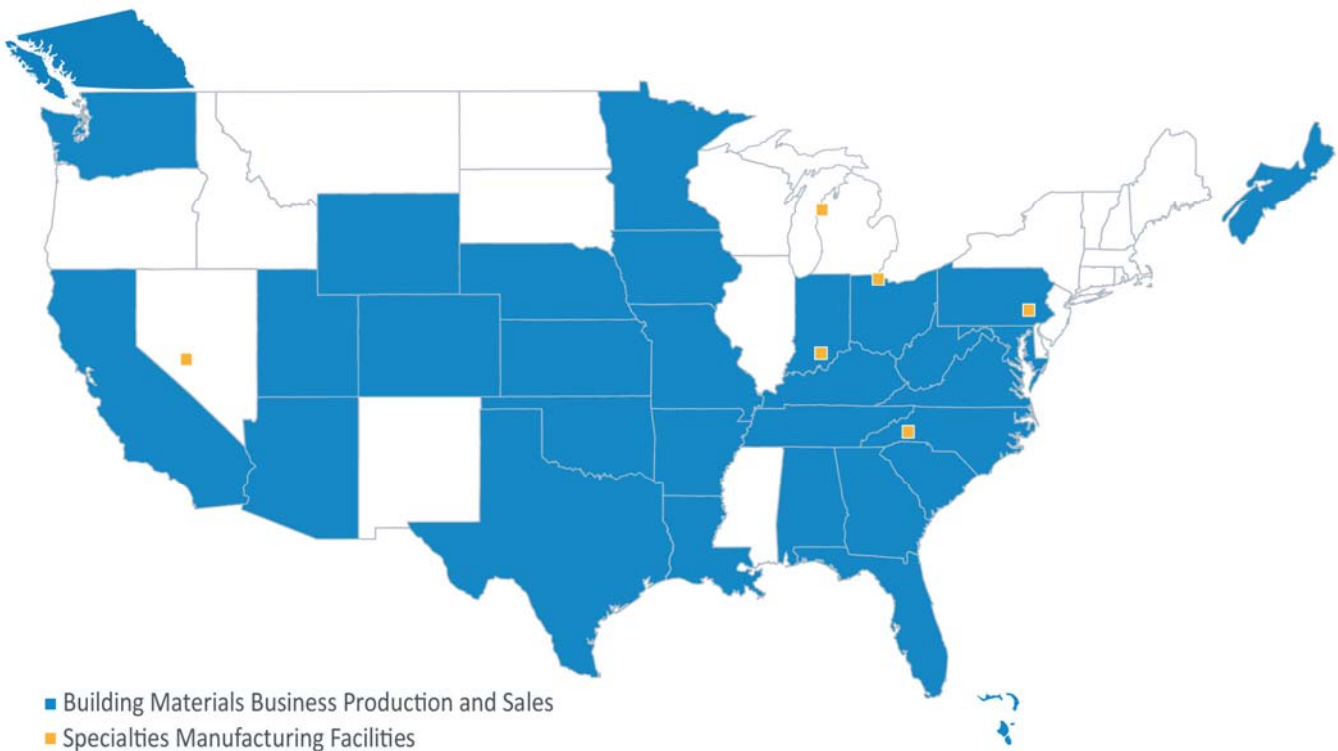 Building Materials Business Production and Sales
Specialties Manufacturing Facilities